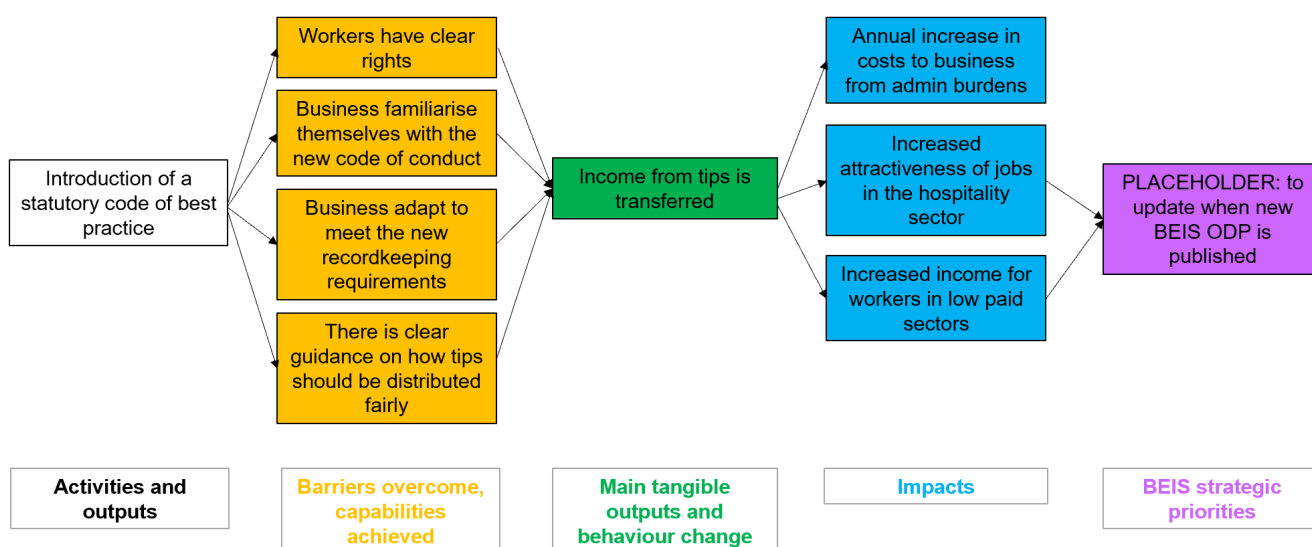 Workers have clear
rights
Business familiarise
themselves with the
new code of conduct
Introduction of a
statutory code of best
practice
Business adapt to
meet the new
recordkeeping
requirements
There is clear
guidance on how tips
should be distributed
fairly
Income from tips is
transferred
Annual increase in
costs to business
from admin burdens
Increased
attractiveness of jobs
in the hospitality
sector
Increased income for
workers in low paid
sectors
PLACEHOLDER: to
update when new
BEIS ODP is
published
Activities and
outputs
Barriers overcome,
capabilities
achieved
Main tangible
outputs and
behaviour change
Impacts
BEIS strategic
priorities